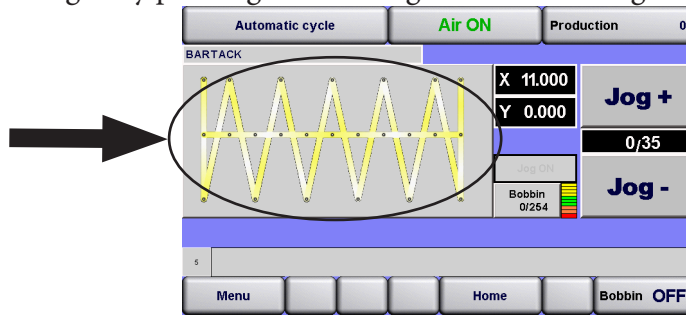 Automatic cycle Air ON Production 0
BARTACK
X 11.000
Y 0.000
Jog +
0/35
Jog ON
Jog -
Bobbin
0/254
5
Menu Home Bobbin OFF